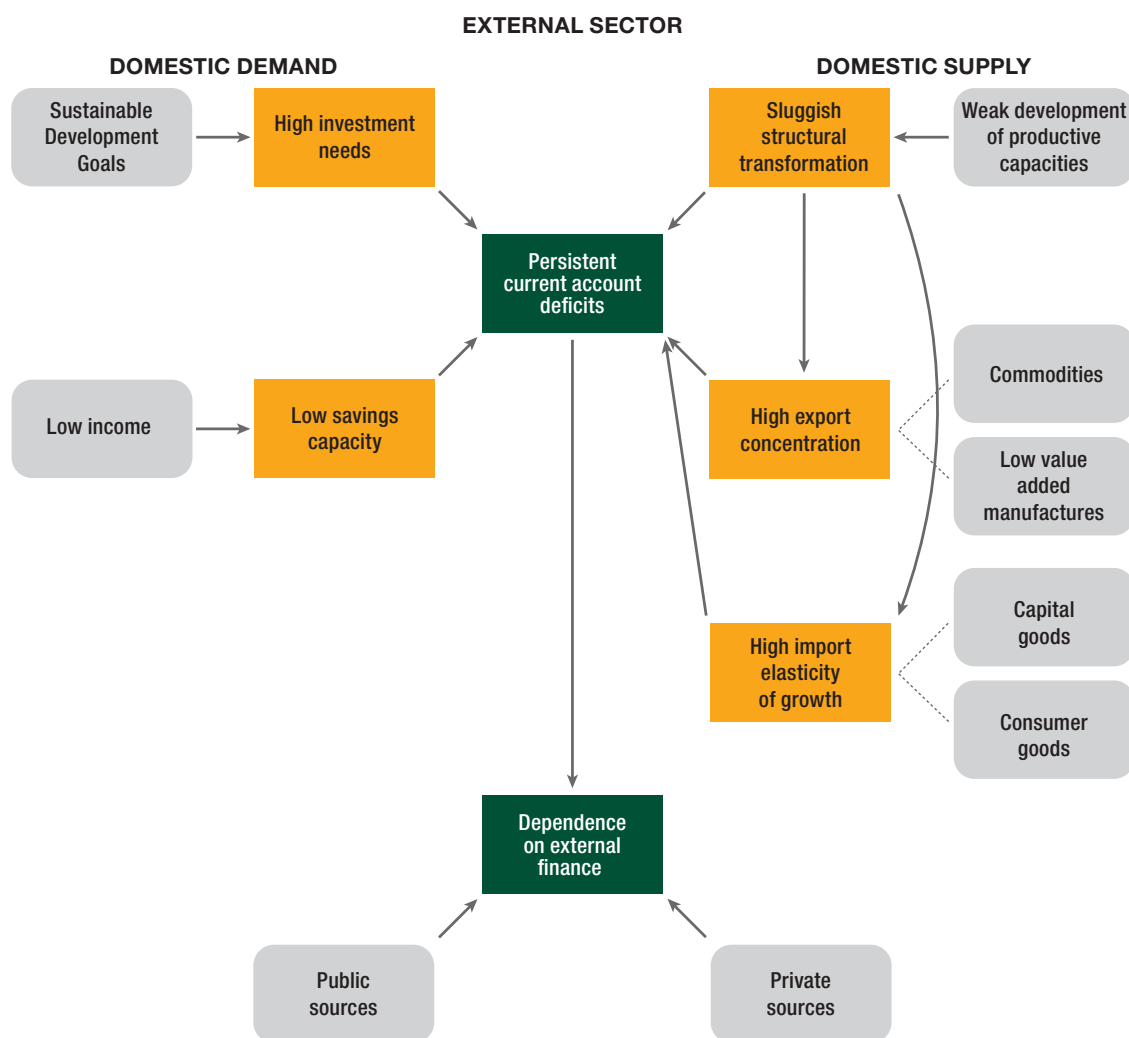 EXTERNAL SECTOR
DOMESTIC DEMAND
DOMESTIC SUPPLY
Sustainable
Development
Goals
High investment
needs
Sluggish
structural
transformation
Weak development
of productive
capacities
Persistent
current account
deficits
Low income
Low savings
capacity
High export
concentration
Commodities
Low value
added
manufactures
High import
elasticity
of growth
Capital
goods
Consumer
goods
Dependence
on external
finance
Public
sources
Private
sources